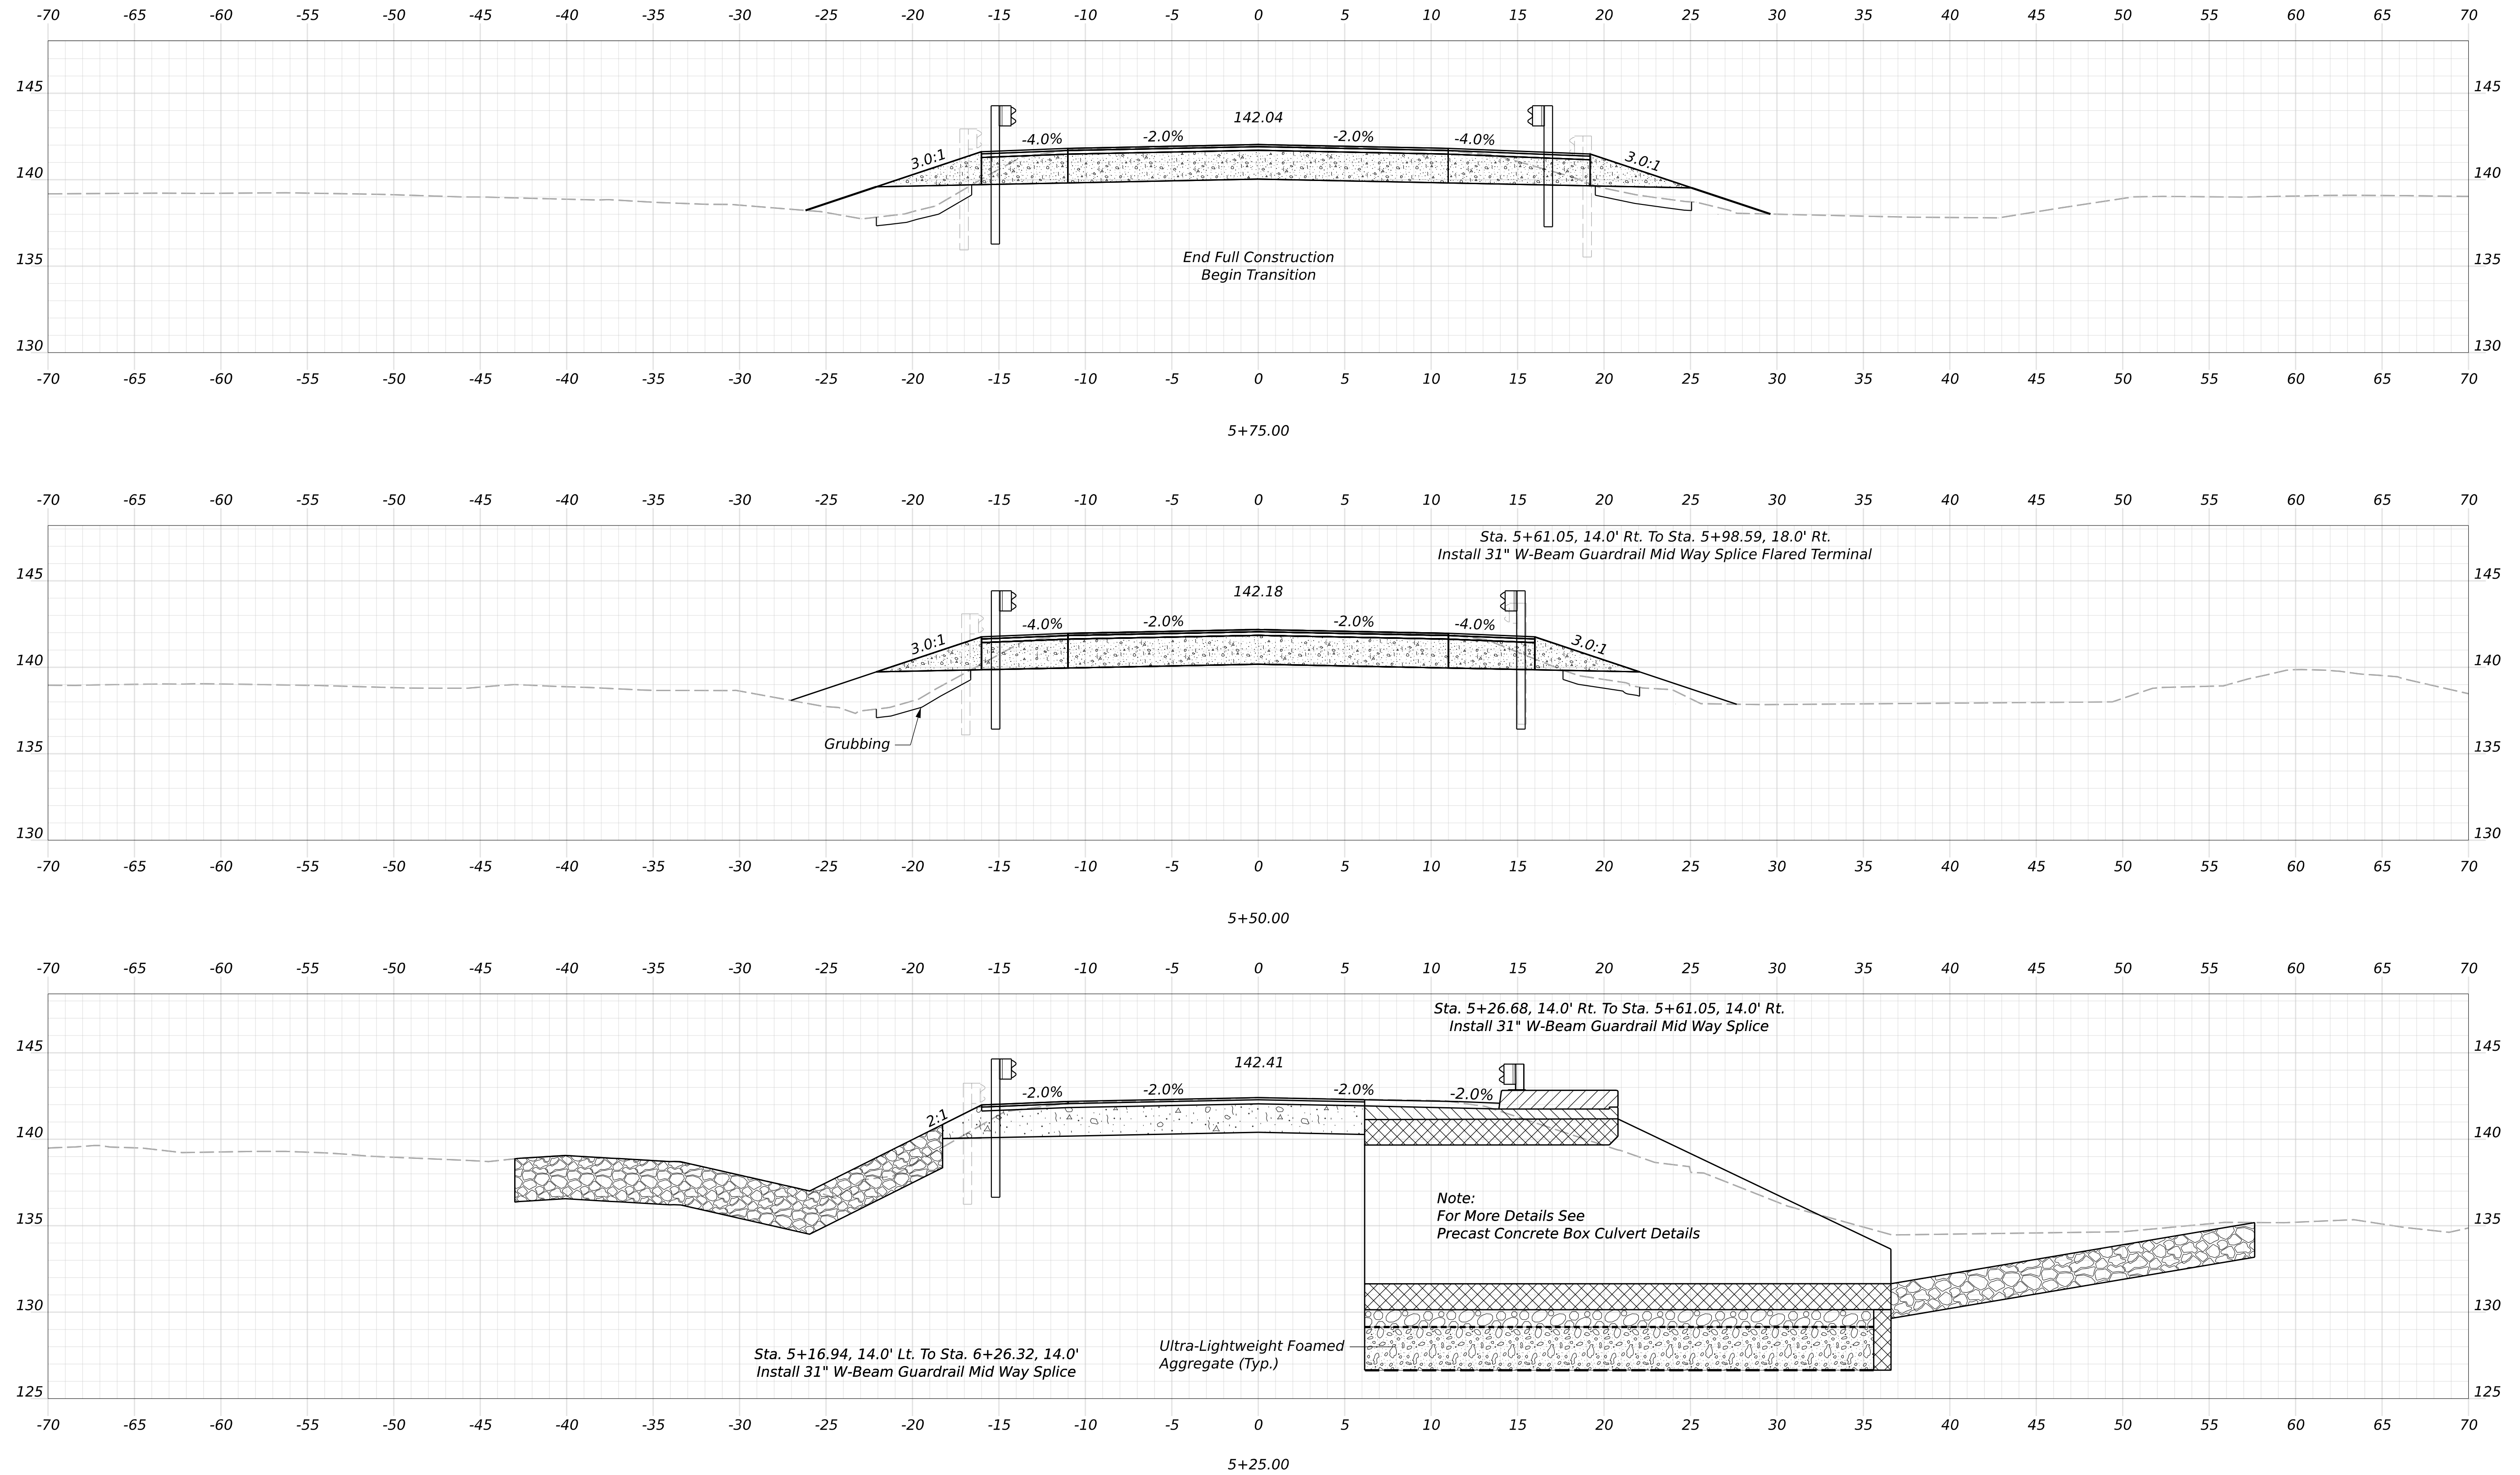 -70 -65 -60 -55 -50 -45 -40 -35 -30 -25 -20 -15 -10 -5 0 5 10 15 20 25 30 35 40 45 50 55 60 65 70
145 145
142.04
-4.0% -2.0% -2.0% -4.0%
3.0:1 3.0:1
140 140
135 135
End Full Construction
Begin Transition
130 130
-70 -65 -60 -55 -50 -45 -40 -35 -30 -25 -20 -15 -10 -5 0 5 10 15 20 25 30 35 40 45 50 55 60 65 70
5+75.00
-70 -65 -60 -55 -50 -45 -40 -35 -30 -25 -20 -15 -10 -5 0 5 10 15 20 25 30 35 40 45 50 55 60 65 70
Sta. 5+61.05, 14.0' Rt. To Sta. 5+98.59, 18.0' Rt.
Install 31" W-Beam Guardrail Mid Way Splice Flared Terminal
145 145
142.18
-4.0% -2.0% -2.0% -4.0%
3.0:1 3.0:1
140 140
135 135
Grubbing
130 130
-70 -65 -60 -55 -50 -45 -40 -35 -30 -25 -20 -15 -10 -5 0 5 10 15 20 25 30 35 40 45 50 55 60 65 70
5+50.00
-70 -65 -60 -55 -50 -45 -40 -35 -30 -25 -20 -15 -10 -5 0 5 10 15 20 25 30 35 40 45 50 55 60 65 70
Sta. 5+26.68, 14.0' Rt. To Sta. 5+61.05, 14.0' Rt.
Install 31" W-Beam Guardrail Mid Way Splice
145 145
142.41
-2.0% -2.0% -2.0% -2.0%
2:1
140 140
Note:
For More Details See
Precast Concrete Box Culvert Details
135 135
130 130
Ultra-Lightweight Foamed
Aggregate (Typ.)
Sta. 5+16.94, 14.0' Lt. To Sta. 6+26.32, 14.0'
Install 31" W-Beam Guardrail Mid Way Splice
125 125
-70 -65 -60 -55 -50 -45 -40 -35 -30 -25 -20 -15 -10 -5 0 5 10 15 20 25 30 35 40 45 50 55 60 65 70
5+25.00